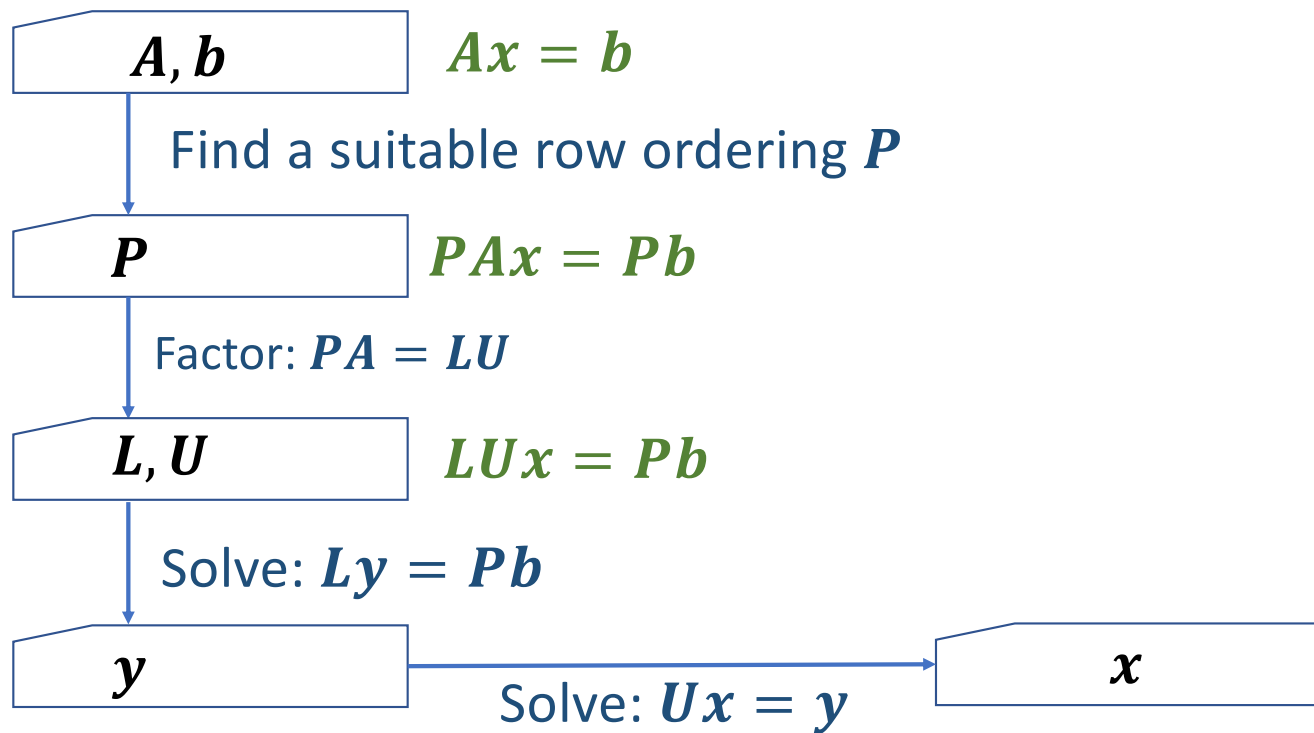 A, b
Ax = b
Find a suitable row ordering P
P
PAx = Pb
Factor: PA = LU
L, U
LUx = Pb
Solve: Ly = Pb
y
x
Solve: Ux = y